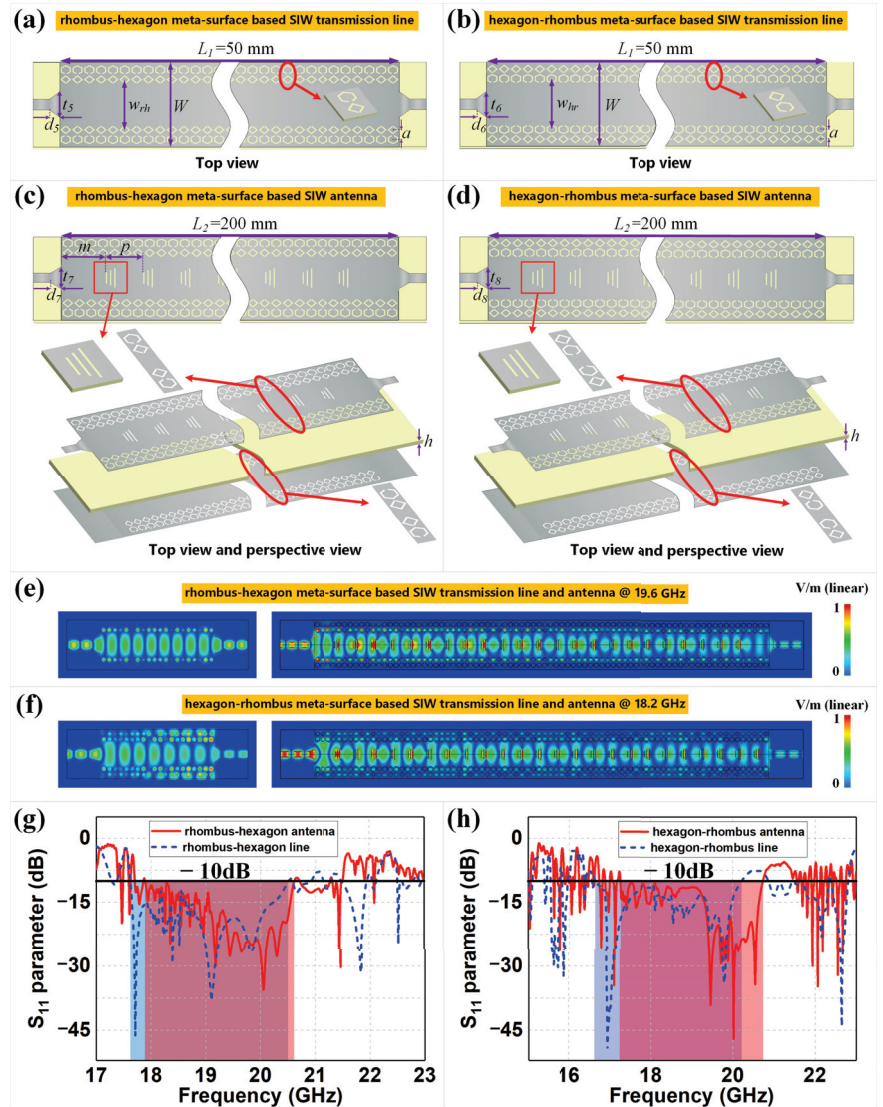 (a)
rhombus-hexagon meta-surface based SIW transmission line
L1=50 mm
wrh
W
t5
d5
a
Top view
(b)
hexagon-rhombus meta-surface based SIW transmission line
L1=50 mm
whr
W
t6
d6
a
Top view
(c)
rhombus-hexagon meta-surface based SIW antenna
L2=200 mm
m
p
t7
d7
h
Top view and perspective view
(d)
hexagon-rhombus meta-surface based SIW antenna
L2=200 mm
t8
d8
h
Top view and perspective view
(e)
rhombus-hexagon meta-surface based SIW transmission line and antenna @ 19.6 GHz
V/m (linear)
1
0
(f)
hexagon-rhombus meta-surface based SIW transmission line and antenna @ 18.2 GHz
V/m (linear)
1
0
(g)
rhombus-hexagon antenna
rhombus-hexagon line
−10dB
0
−15
−30
−45
S11 parameter (dB)
17 18 19 20 21 22 23
Frequency (GHz)
(h)
hexagon-rhombus antenna
hexagon-rhombus line
−10dB
0
−15
−30
−45
S11 parameter (dB)
16 18 20 22
Frequency (GHz)